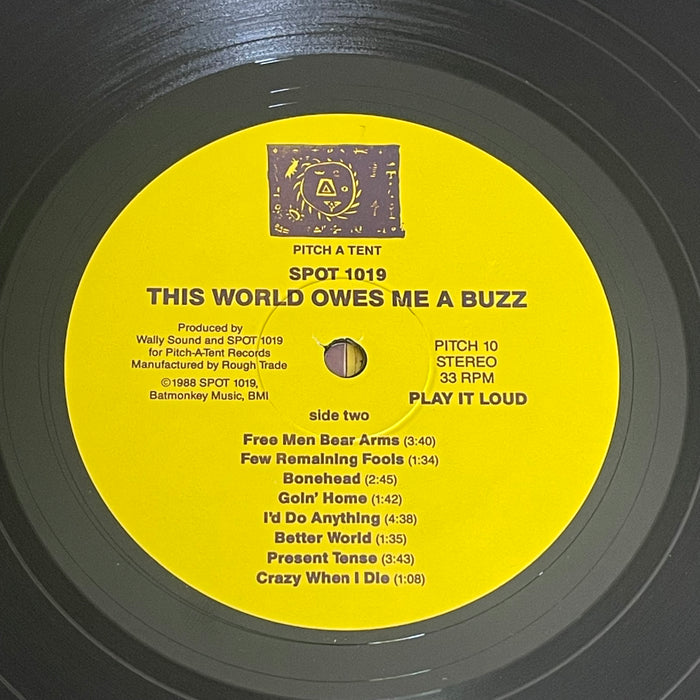 PITCH A TENT
SPOT 1019
THIS WORLD OWES ME A BUZZ
Produced by
Wally Sound and SPOT 1019
for Pitch-A-Tent Records
Manufactured by Rough Trade
©1988 SPOT 1019,
Batmonkey Music, BMI
PITCH 10
STEREO
33 RPM
PLAY IT LOUD
side two
Free Men Bear Arms (3:40)
Few Remaining Fools (1:34)
Bonehead (2:45)
Goin' Home (1:42)
I'd Do Anything (4:38)
Better World (1:35)
Present Tense (3:43)
Crazy When I Die (1:08)